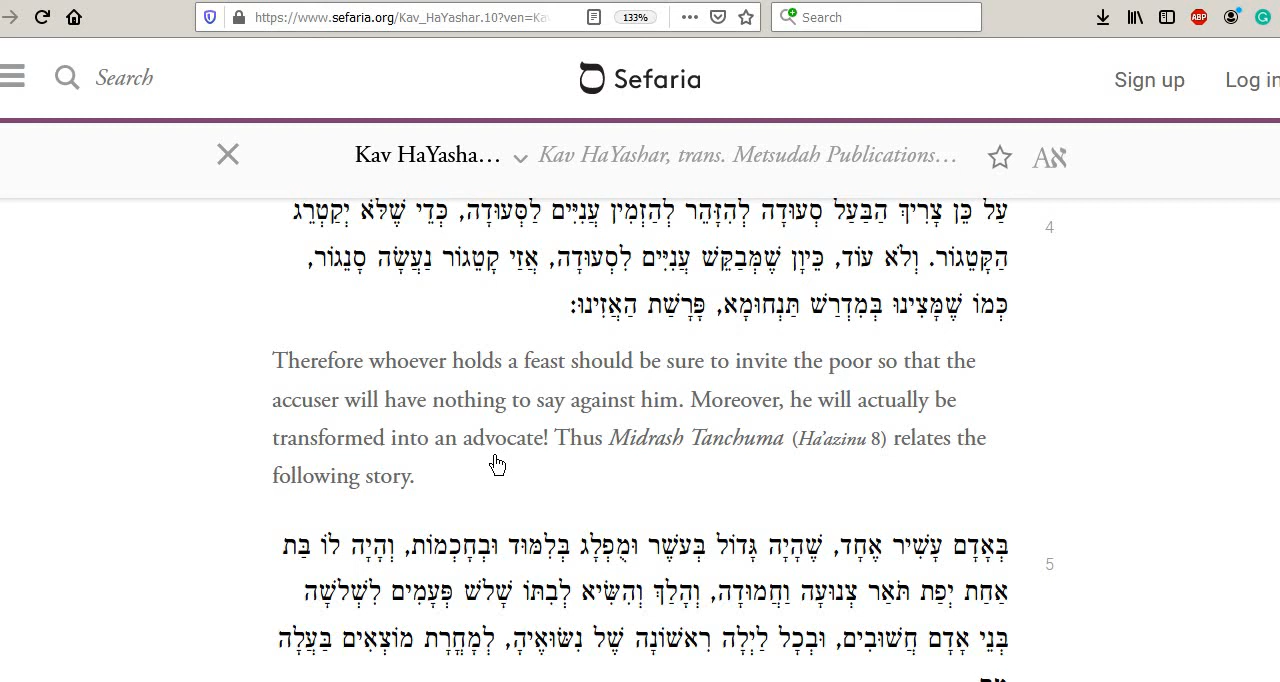 https://www.sefaria.org/Kav_HaYashar.10?ven=Ka
133%
Search
ABP
Search
Sefaria
Sign up
Log in
Kav HaYasha…
Kav HaYashar, trans. Metsudah Publications…
Aא
עַל כֵּן צָרִיךְ הַבַּעַל סְעוּדָה לְהִזָּהֵר לְהַזְמִין עֲנִיִּים לַסְּעוּדָה, כְּדֵי שֶׁלֹּא יְקַטְרֵג
4
הַקָּטֵגוֹר. וְלֹא עוֹד, כֵּיוָן שֶׁמְּבַקֵּשׁ עֲנִיִּים לִסְעוּדָה, אֲזַי קָטֵגוֹר נַעֲשָׂה סָנֵגוֹר,
כְּמוֹ שֶׁמָּצִינוּ בְּמִדְרַשׁ תַּנְחוּמָא, פָּרָשַׁת הַאֲזִינוּ:
Therefore whoever holds a feast should be sure to invite the poor so that the
accuser will have nothing to say against him. Moreover, he will actually be
transformed into an advocate! Thus Midrash Tanchuma (Ha'azinu 8) relates the
following story.
בְּאָדָם עָשִׁיר אֶחָד, שֶׁהָיָה גָּדוֹל בְּעֹשֶׁר וּמֻפְלָג בְּלִמּוּד וּבְחָכְמוֹת, וְהָיָה לוֹ בַּת
5
אַחַת יְפַת תֹּאַר צְנוּעָה וַחֲמוּדָה, וְהָלַךְ וְהִשִּׂיא לְבִתּוֹ שָׁלֹשׁ פְּעָמִים לִשְׁלֹשָׁה
בְּנֵי אָדָם חֲשׁוּבִים, וּבְכָל לַיְלָה רִאשׁוֹנָה שֶׁל נִשּׂוּאֶיהָ, לְמָחֳרָת מוֹצְאִים בַּעֲלָהּ